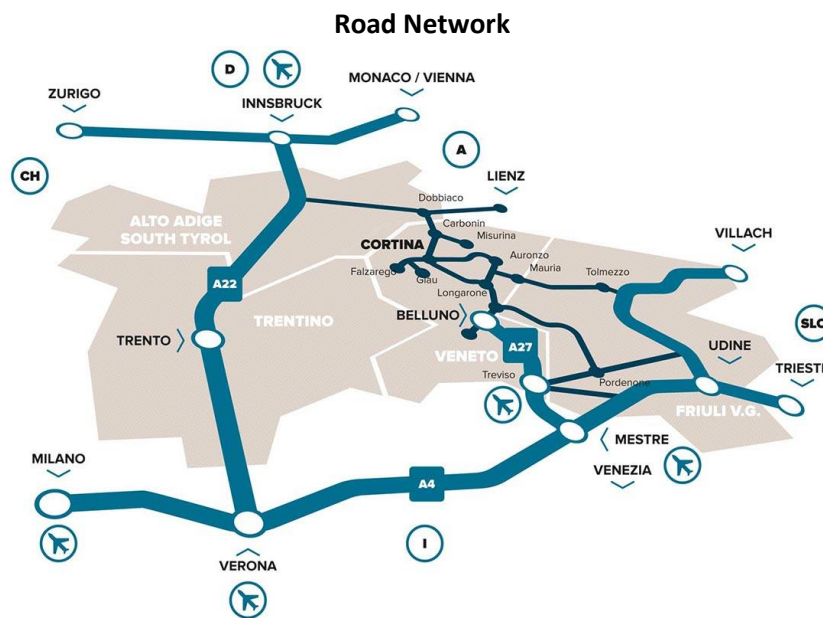 Road Network
D
MONACO / VIENNA
ZURIGO
INNSBRUCK
A
CH
LIENZ
Dobbiaco
ALTO ADIGE
SOUTH TYROL
Carbonin
Misurina
CORTINA
VILLACH
Auronzo
Falzarego
Giau
Mauria
Tolmezzo
A22
Longarone
BELLUNO
TRENTINO
SLO
TRENTO
VENETO
A27
UDINE
Treviso
Pordenone
TRIESTE
FRIULI V.G.
MESTRE
MILANO
VENEZIA
A4
I
VERONA